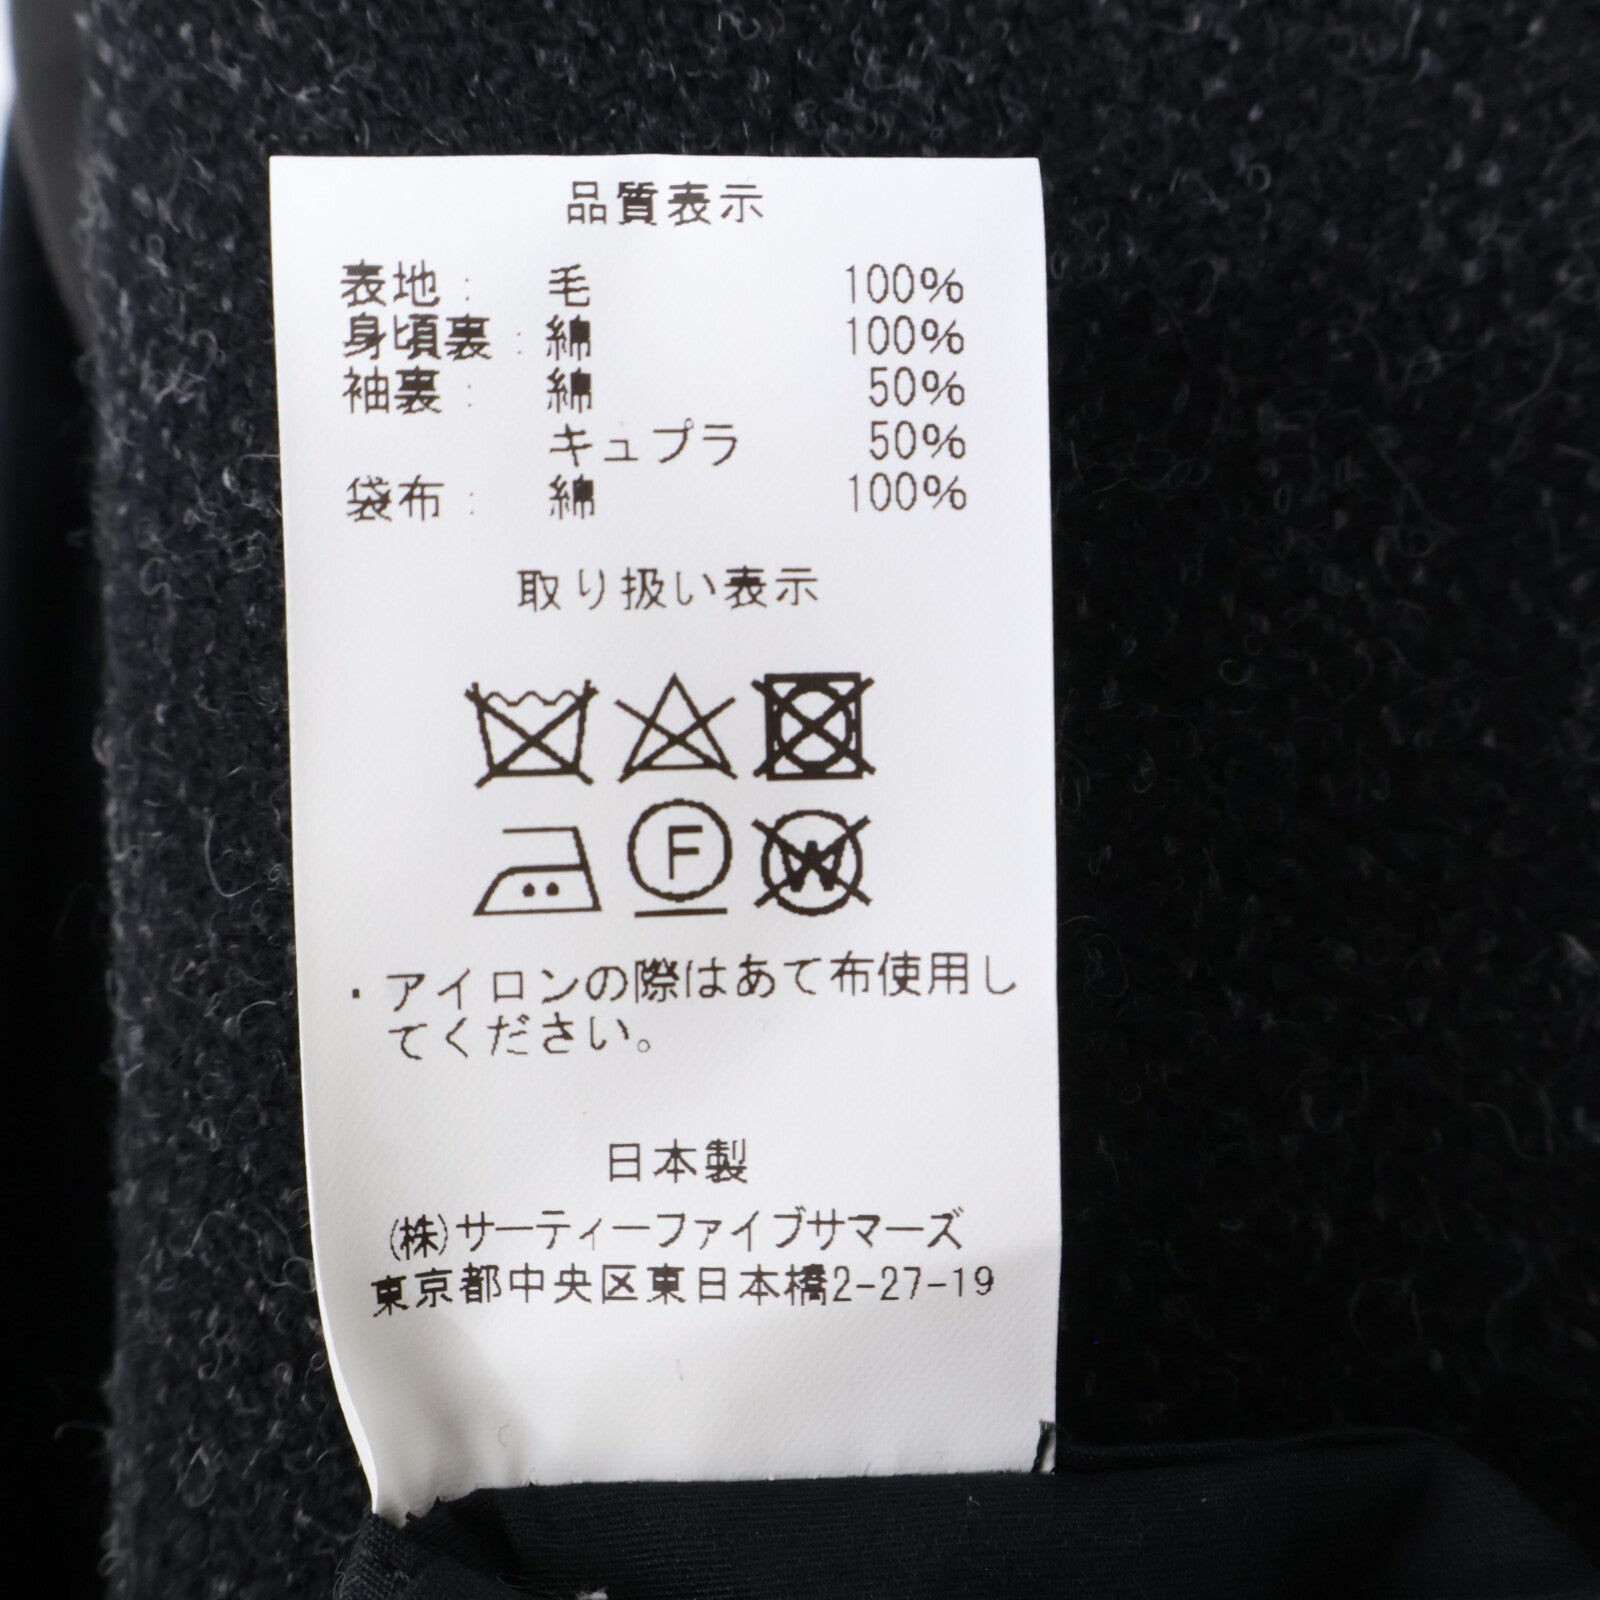 品質表示
表地: 毛 100%
身頃裏: 綿 100%
袖裏: 綿 50%
キュプラ 50%
袋布: 綿 100%
取り扱い表示
F W
・アイロンの際はあて布使用し
てください。
日本製
(株)サーティーファイブサマーズ
東京都中央区東日本橋2-27-19